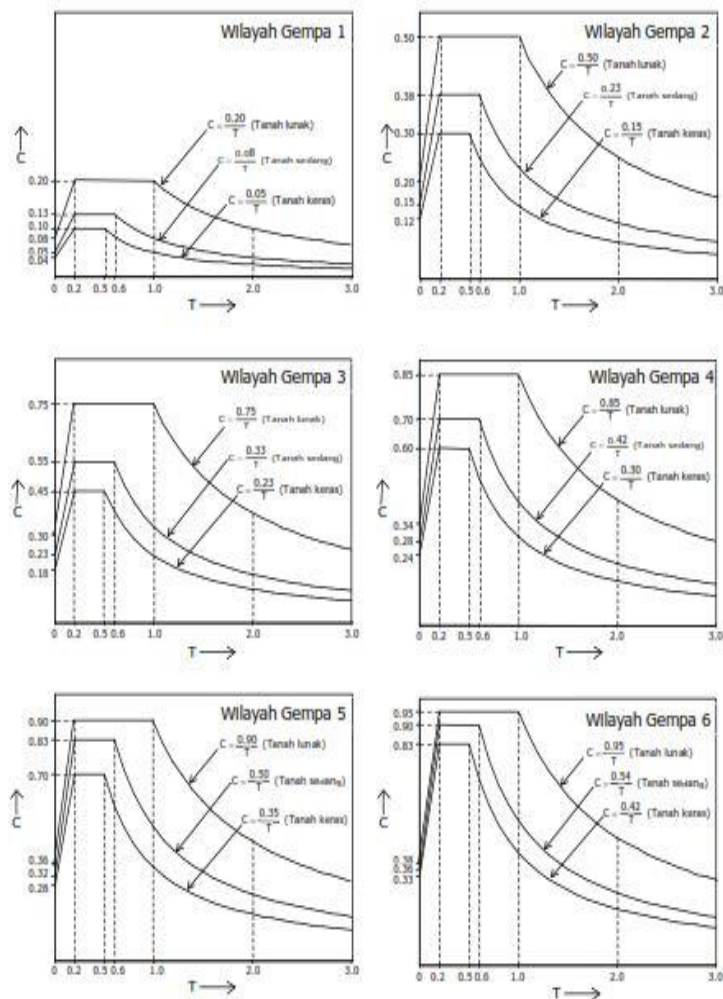 Wilayah Gempa 1
C = 0.20/T (Tanah lunak)
C = 0.08/T (Tanah sedang)
C = 0.05/T (Tanah keras)
C
0.20
0.13
0.10
0.08
0.05
0.04
0 0.2 0.5 0.6 1.0 2.0 3.0
T
Wilayah Gempa 2
C = 0.50/T (Tanah lunak)
C = 0.23/T (Tanah sedang)
C = 0.15/T (Tanah keras)
C
0.50
0.38
0.30
0.20
0.15
0.12
0 0.2 0.5 0.6 1.0 2.0 3.0
T
Wilayah Gempa 3
C = 0.75/T (Tanah lunak)
C = 0.33/T (Tanah sedang)
C = 0.23/T (Tanah keras)
C
0.75
0.55
0.45
0.30
0.23
0.18
0 0.2 0.5 0.6 1.0 2.0 3.0
T
Wilayah Gempa 4
C = 0.85/T (Tanah lunak)
C = 0.42/T (Tanah sedang)
C = 0.30/T (Tanah keras)
C
0.85
0.70
0.60
0.34
0.28
0.24
0 0.2 0.5 0.6 1.0 2.0 3.0
T
Wilayah Gempa 5
C = 0.90/T (Tanah lunak)
C = 0.50/T (Tanah sedang)
C = 0.35/T (Tanah keras)
C
0.90
0.83
0.70
0.36
0.32
0.28
0 0.2 0.5 0.6 1.0 2.0 3.0
T
Wilayah Gempa 6
C = 0.95/T (Tanah lunak)
C = 0.54/T (Tanah sedang)
C = 0.42/T (Tanah keras)
C
0.95
0.90
0.83
0.38
0.36
0.33
0 0.2 0.5 0.6 1.0 2.0 3.0
T